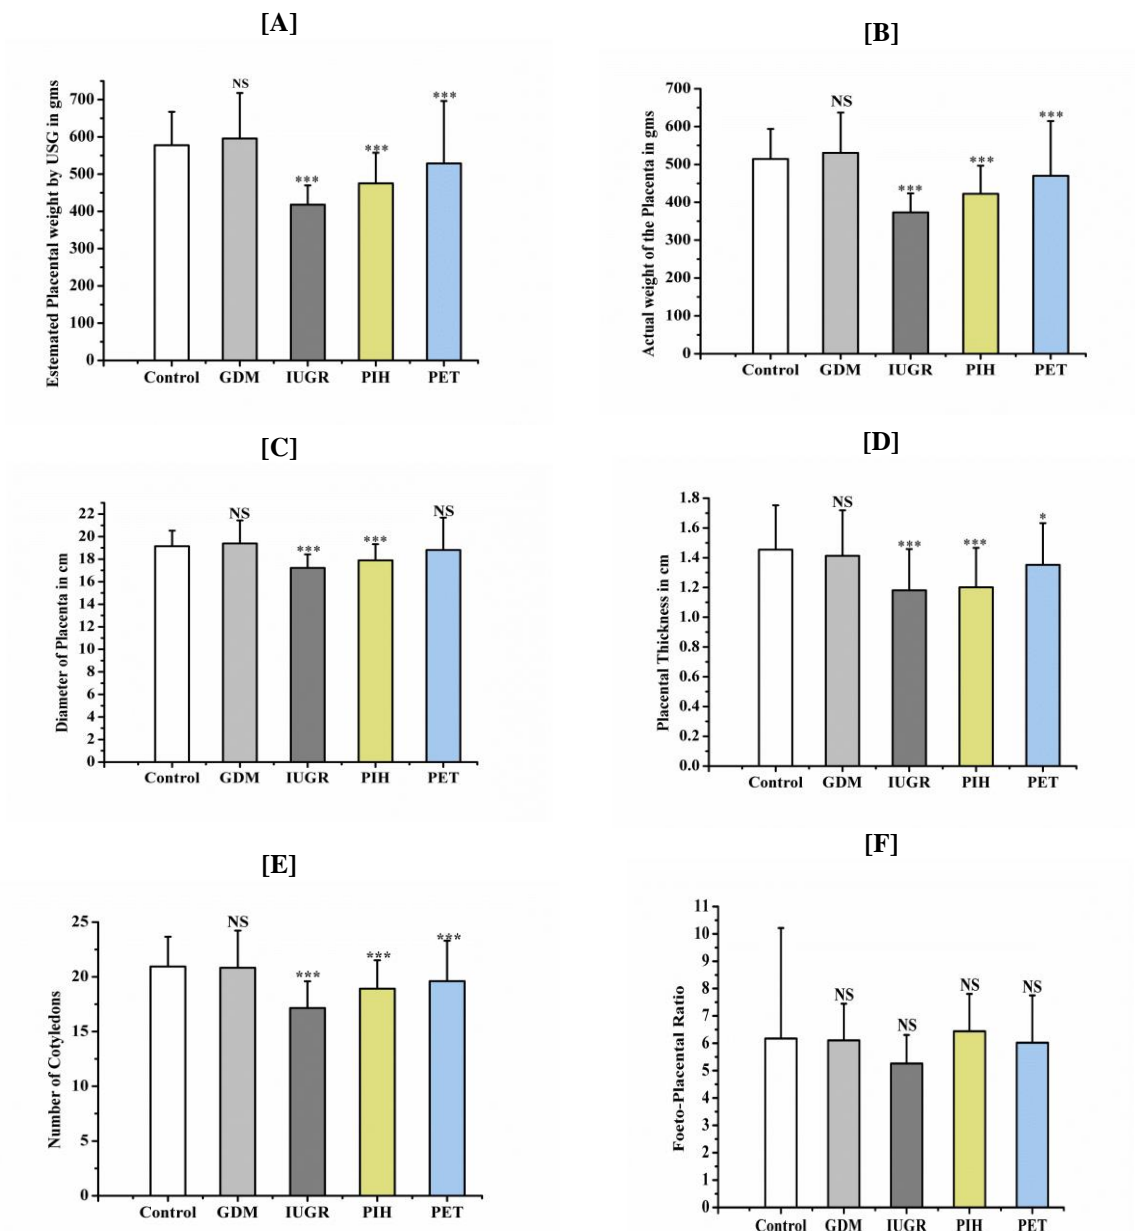 [A]
Estemated Placental weight by USG in gms
700
600
500
400
300
200
100
0
NS
***
***
***
Control GDM IUGR PIH PET
[B]
Actual weight of the Placenta in gms
700
600
500
400
300
200
100
0
NS
***
***
***
Control GDM IUGR PIH PET
[C]
Diameter of Placenta in cm
22
20
18
16
14
12
10
8
6
4
2
0
NS
***
***
NS
Control GDM IUGR PIH PET
[D]
Placental Thickness in cm
1.8
1.6
1.4
1.2
1.0
0.8
0.6
0.4
0.2
0.0
NS
***
***
*
Control GDM IUGR PIH PET
[E]
Number of Cotyledons
25
20
15
10
5
0
NS
***
***
***
Control GDM IUGR PIH PET
[F]
Foeto-Placental Ratio
11
10
9
8
7
6
5
4
3
2
1
0
NS
NS
NS
NS
Control GDM IUGR PIH PET